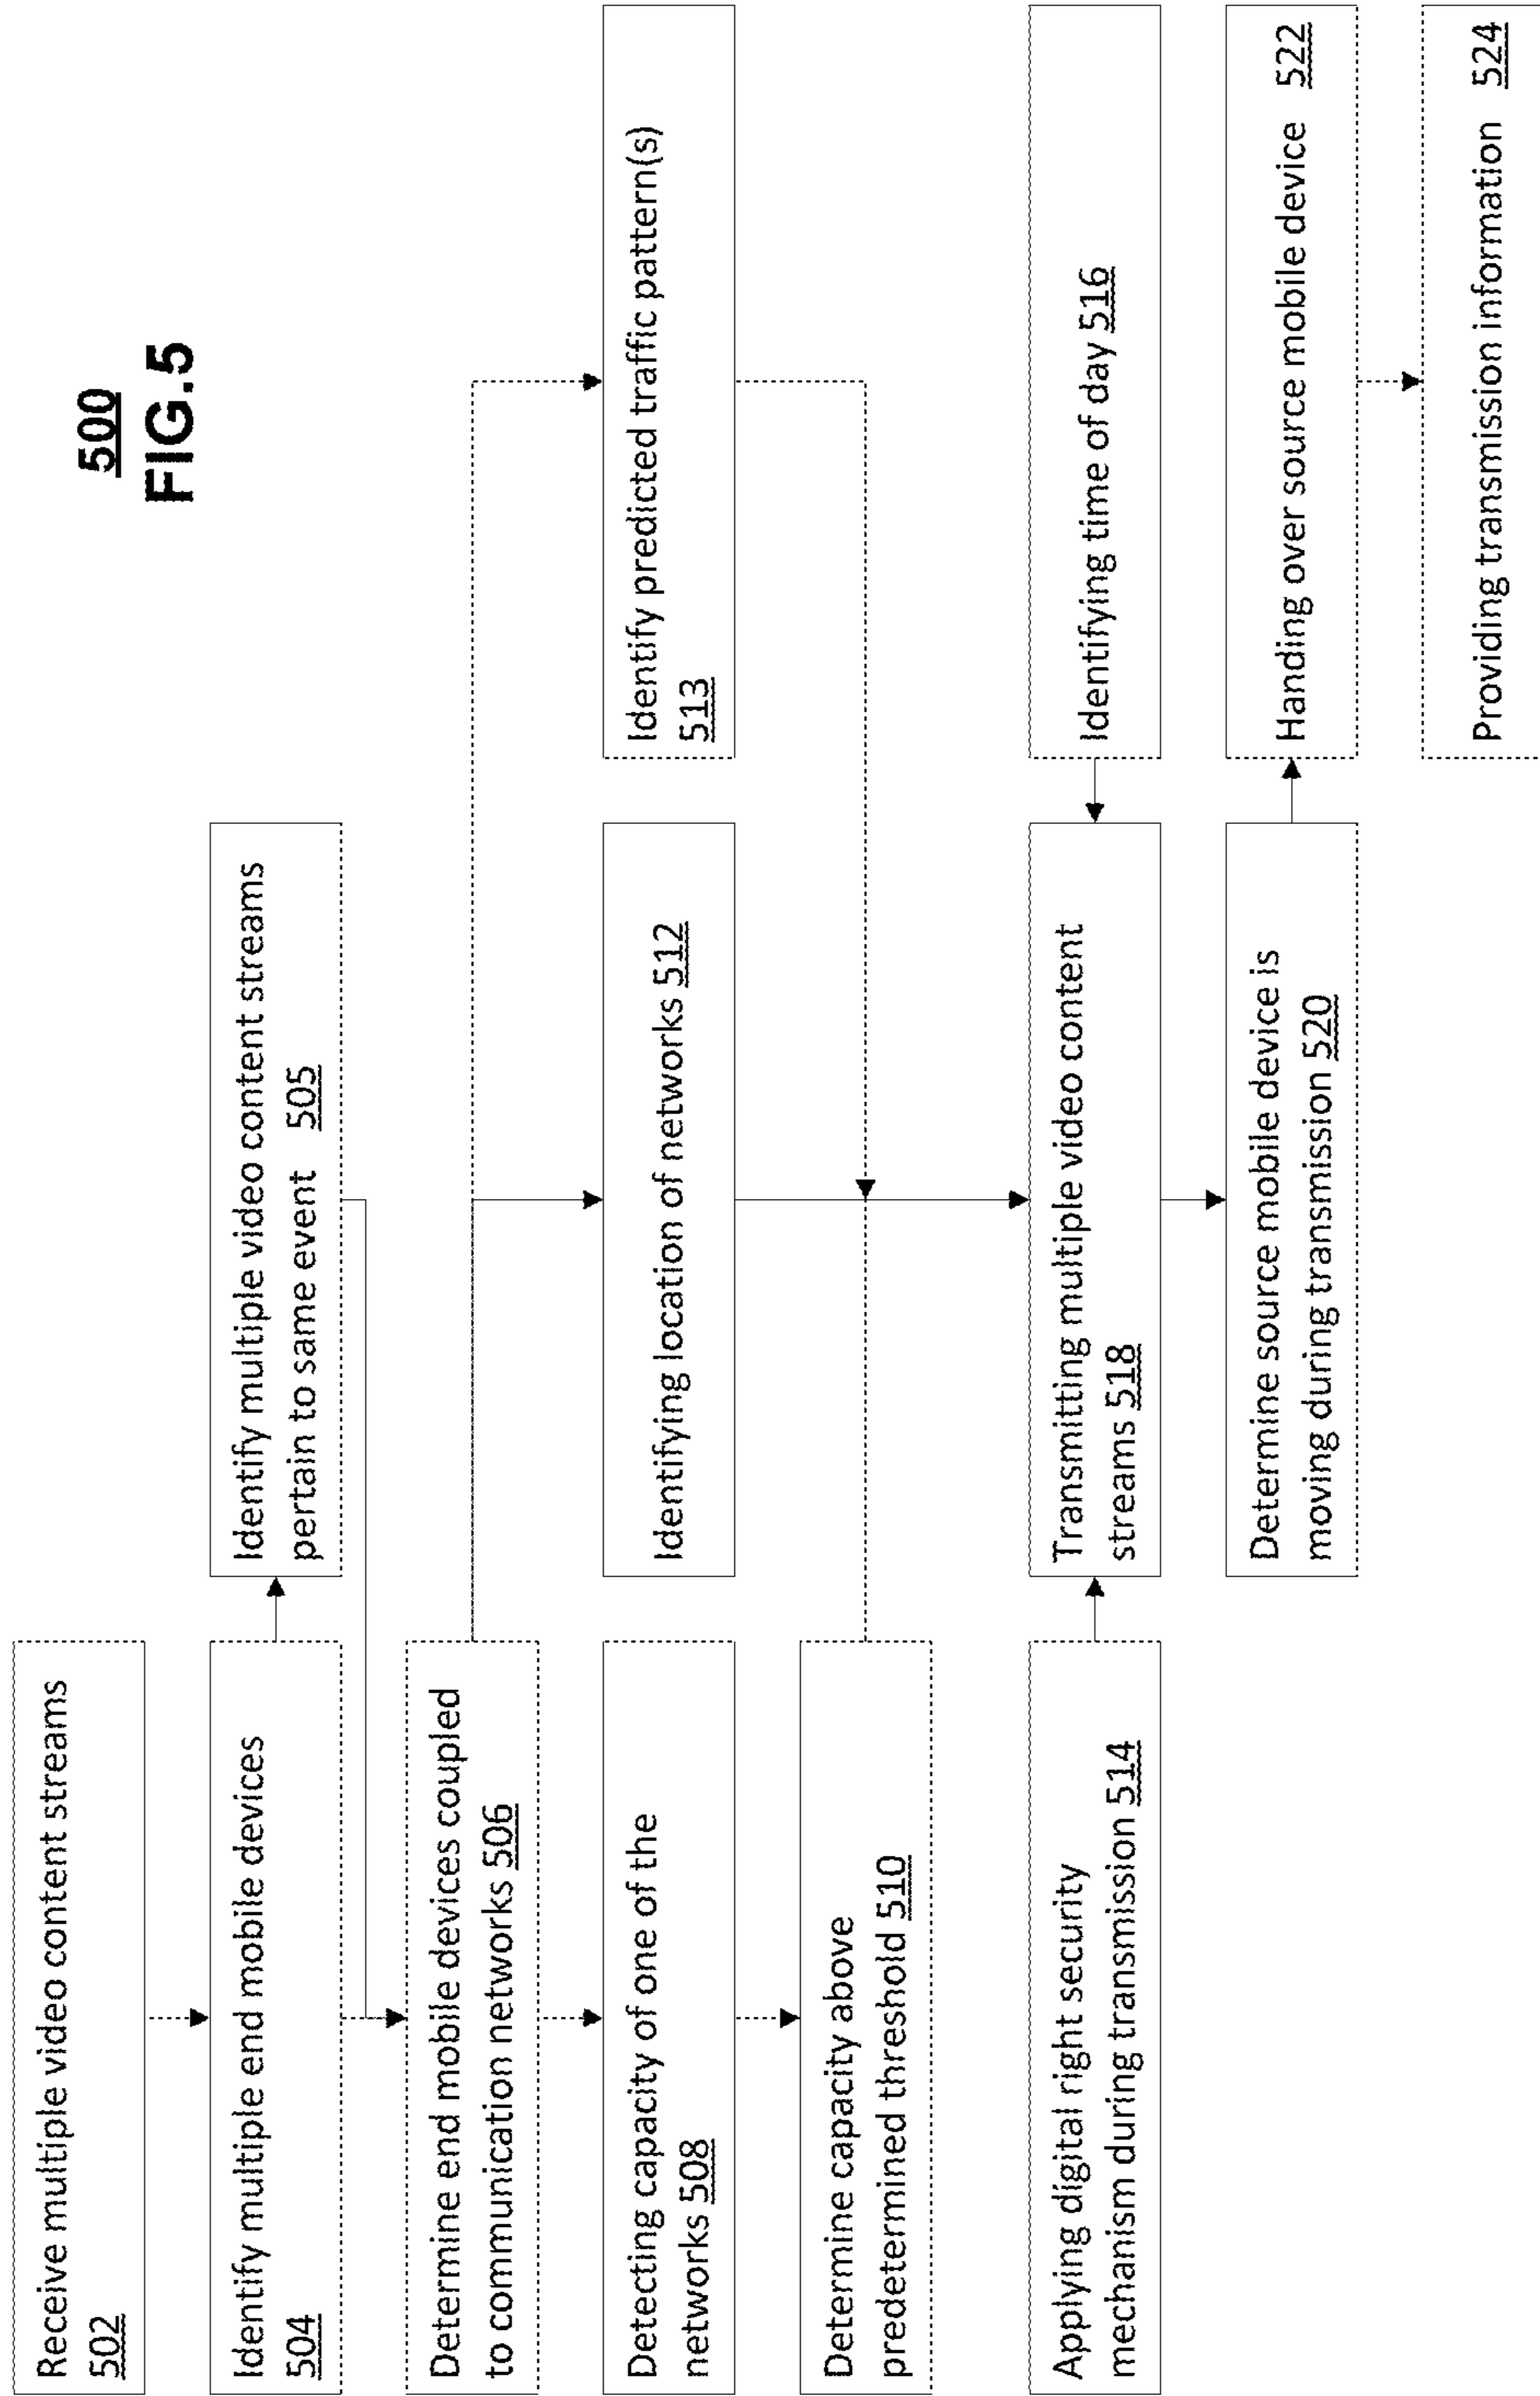 500
FIG.5
Receive multiple video content streams
502
Identify multiple end mobile devices
504
Identify multiple video content streams
pertain to same event 505
Determine end mobile devices coupled
to communication networks 506
Detecting capacity of one of the
networks 508
Identifying location of networks 512
Identify predicted traffic pattern(s)
513
Determine capacity above
predetermined threshold 510
Applying digital right security
mechanism during transmission 514
Transmitting multiple video content
streams 518
Identifying time of day 516
Determine source mobile device is
moving during transmission 520
Handing over source mobile device 522
Providing transmission information 524